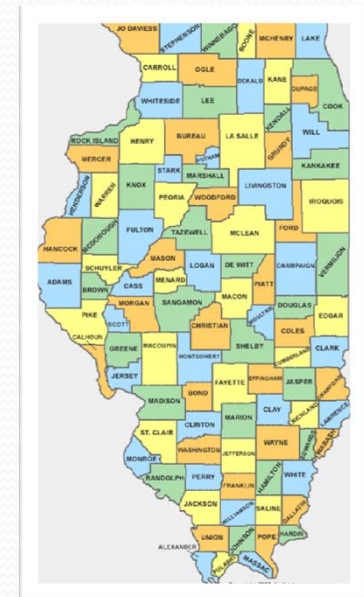 JO DAVIESS
STEPHENSON
WINNEBAGO
BOONE
MCHENRY
LAKE
CARROLL
OGLE
DEKALB
KANE
DUPAGE
COOK
WHITESIDE
LEE
KENDALL
WILL
ROCK ISLAND
HENRY
BUREAU
LA SALLE
GRUNDY
MERCER
PUTNAM
KANKAKEE
HENDERSON
WARREN
KNOX
STARK
MARSHALL
LIVINGSTON
PEORIA
WOODFORD
IROQUOIS
HANCOCK
MCDONOUGH
FULTON
TAZEWELL
MCLEAN
FORD
VERMILION
SCHUYLER
MASON
LOGAN
DE WITT
CHAMPAIGN
ADAMS
BROWN
CASS
MENARD
PIATT
MACON
PIKE
MORGAN
SANGAMON
DOUGLAS
EDGAR
SCOTT
CHRISTIAN
MOULTRIE
COLES
CALHOUN
GREENE
MACOUPIN
MONTGOMERY
SHELBY
CUMBERLAND
CLARK
JERSEY
FAYETTE
EFFINGHAM
JASPER
CRAWFORD
MADISON
BOND
CLAY
RICHLAND
LAWRENCE
ST. CLAIR
CLINTON
MARION
WAYNE
EDWARDS
WABASH
MONROE
WASHINGTON
JEFFERSON
RANDOLPH
PERRY
FRANKLIN
HAMILTON
WHITE
JACKSON
WILLIAMSON
SALINE
GALLATIN
UNION
JOHNSON
POPE
HARDIN
ALEXANDER
PULASKI
MASSAC